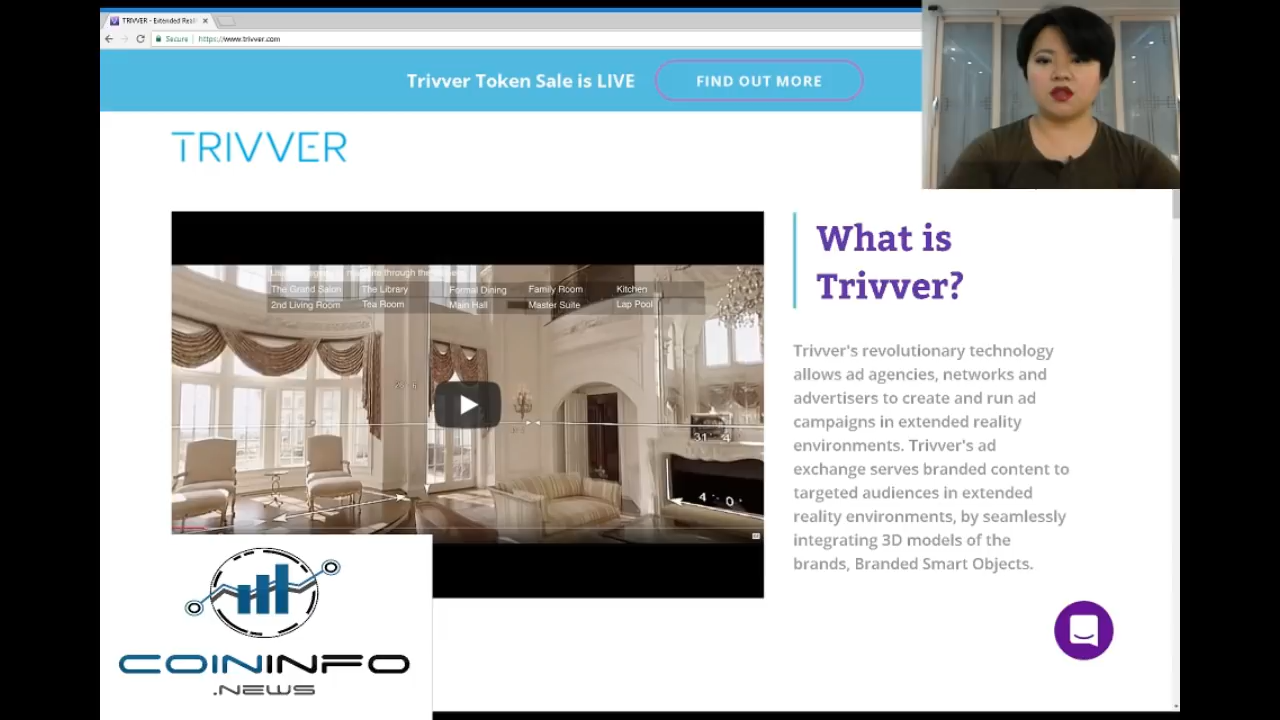 TRIVVER - Extended Reali
Secure
https://www.trivver.com
Trivver Token Sale is LIVE
FIND OUT MORE
TRIVVER
through the
The Grand Salon
The Library
Formal Dining
Family Room
Kitchen
2nd Living Room
Tea Room
Main Hall
Master Suite
Lap Pool
What is
Trivver?
Trivver's revolutionary technology
allows ad agencies, networks and
advertisers to create and run ad
campaigns in extended reality
environments. Trivver's ad
exchange serves branded content to
targeted audiences in extended
reality environments, by seamlessly
integrating 3D models of the
brands, Branded Smart Objects.
COININFO
.NEWS